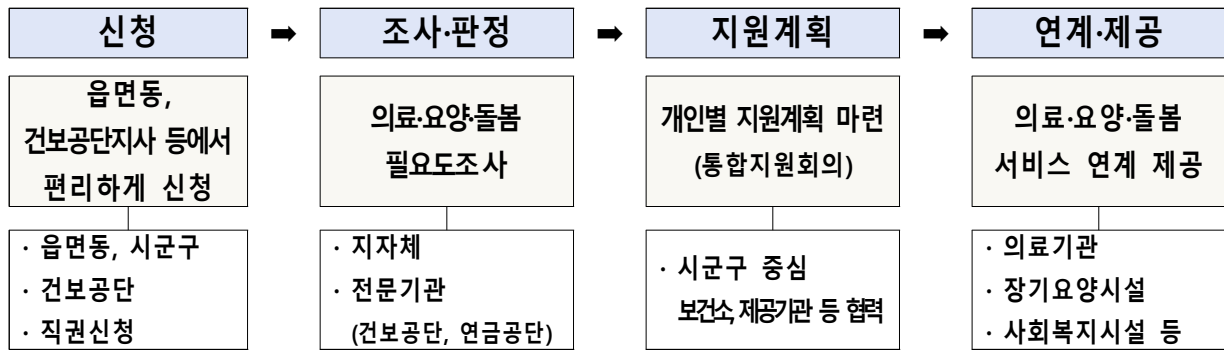 신청 ➡ 조사·판정 ➡ 지원계획 ➡ 연계·제공
읍면동,
건보공단지사 등에서
편리하게 신청
의료·요양·돌봄
필요도조사
개인별 지원계획 마련
(통합지원회의)
의료·요양·돌봄
서비스 연계 제공
· 읍면동, 시군구
· 건보공단
· 직권신청
· 지자체
· 전문기관
(건보공단, 연금공단)
· 시군구 중심
보건소, 제공기관 등 협력
· 의료기관
· 장기요양시설
· 사회복지시설 등